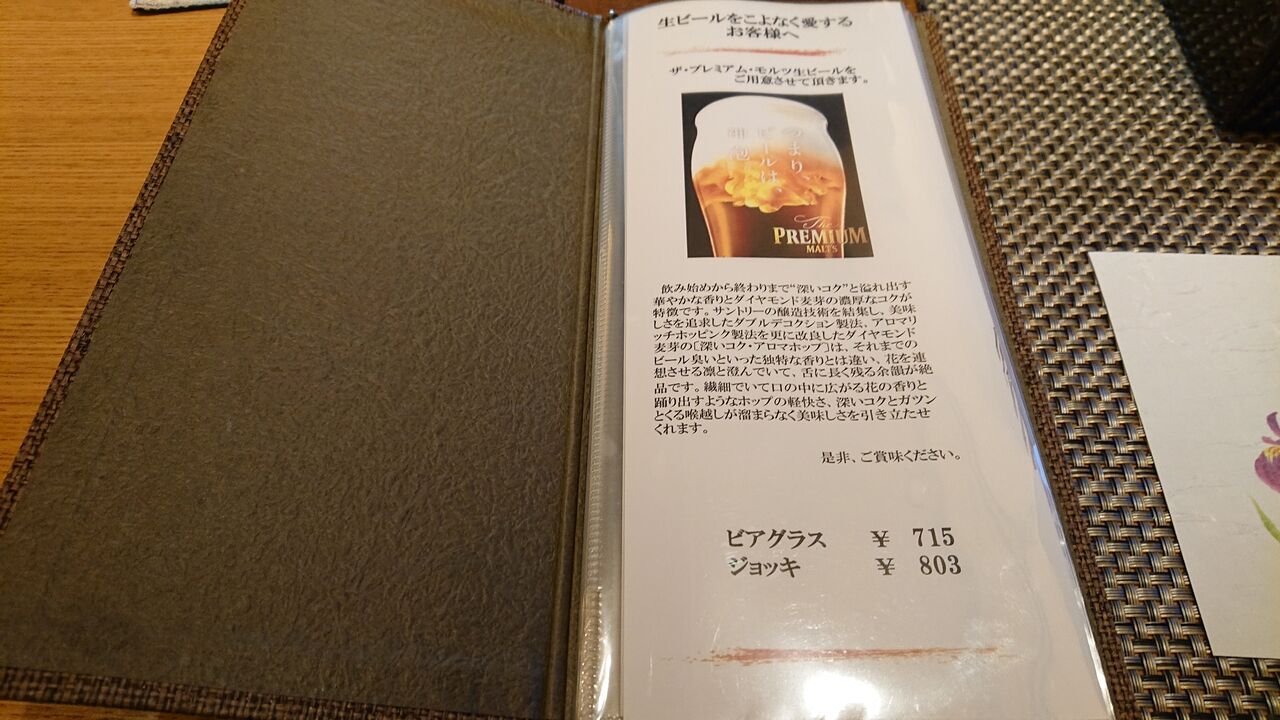 生ビールをこよなく愛する
お客様へ
ザ・プレミアム・モルツ生ビールを
ご用意させて頂きます。
つまり、
ビールは、
神泡。
The
PREMIUM
MALT'S
飲み始めから終わりまで“深いコク”と溢れ出す
華やかな香りとダイヤモンド麦芽の濃厚なコクが
特徴です。サントリーの醸造技術を結集し、美味
しさを追求したダブルデコクション製法、アロマリ
ッチホッピング製法を更に改良したダイヤモンド
麦芽の〔深いコク・アロマホップ〕は、それまでの
ビール臭いといった独特な香りとは違い、花を連
想させる凛と澄んでいて、舌に長く残る余韻が絶
品です。繊細でいて口の中に広がる花の香りと
踊り出すようなホップの軽快さ、深いコクとガツン
とくる喉越しが溜まらなく美味しさを引き立たせ
くれます。
是非、ご賞味ください。
ビアグラス ￥ 715
ジョッキ ￥ 803